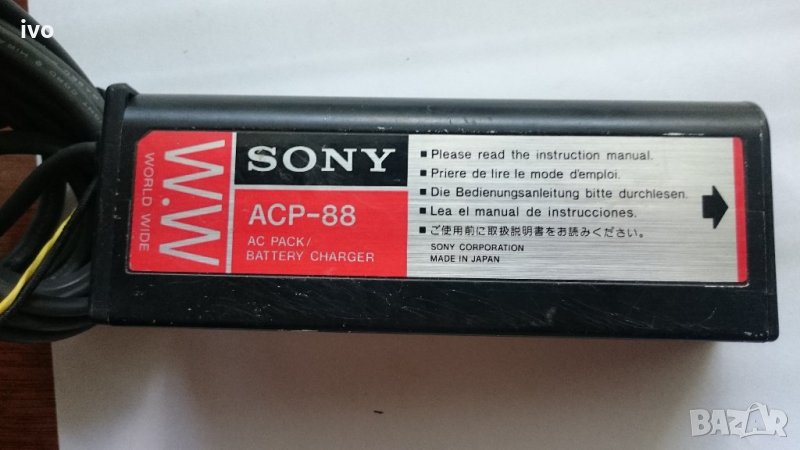 ivo
WORLD WIDE
W.W
SONY
ACP-88
AC PACK/
BATTERY CHARGER
▪ Please read the instruction manual.
▪ Priere de lire le mode d'emploi.
▪ Die Bedienungsanleitung bitte durchlesen.
▪ Lea el manual de instrucciones.
▪ ご使用前に取扱説明書をお読みください。
SONY CORPORATION
MADE IN JAPAN
BAZAR